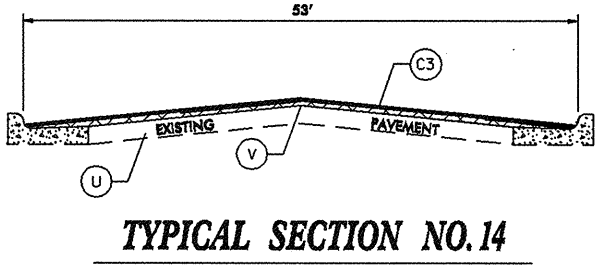 53'
C3
EXISTING PAVEMENT
V
U
TYPICAL SECTION NO. 14